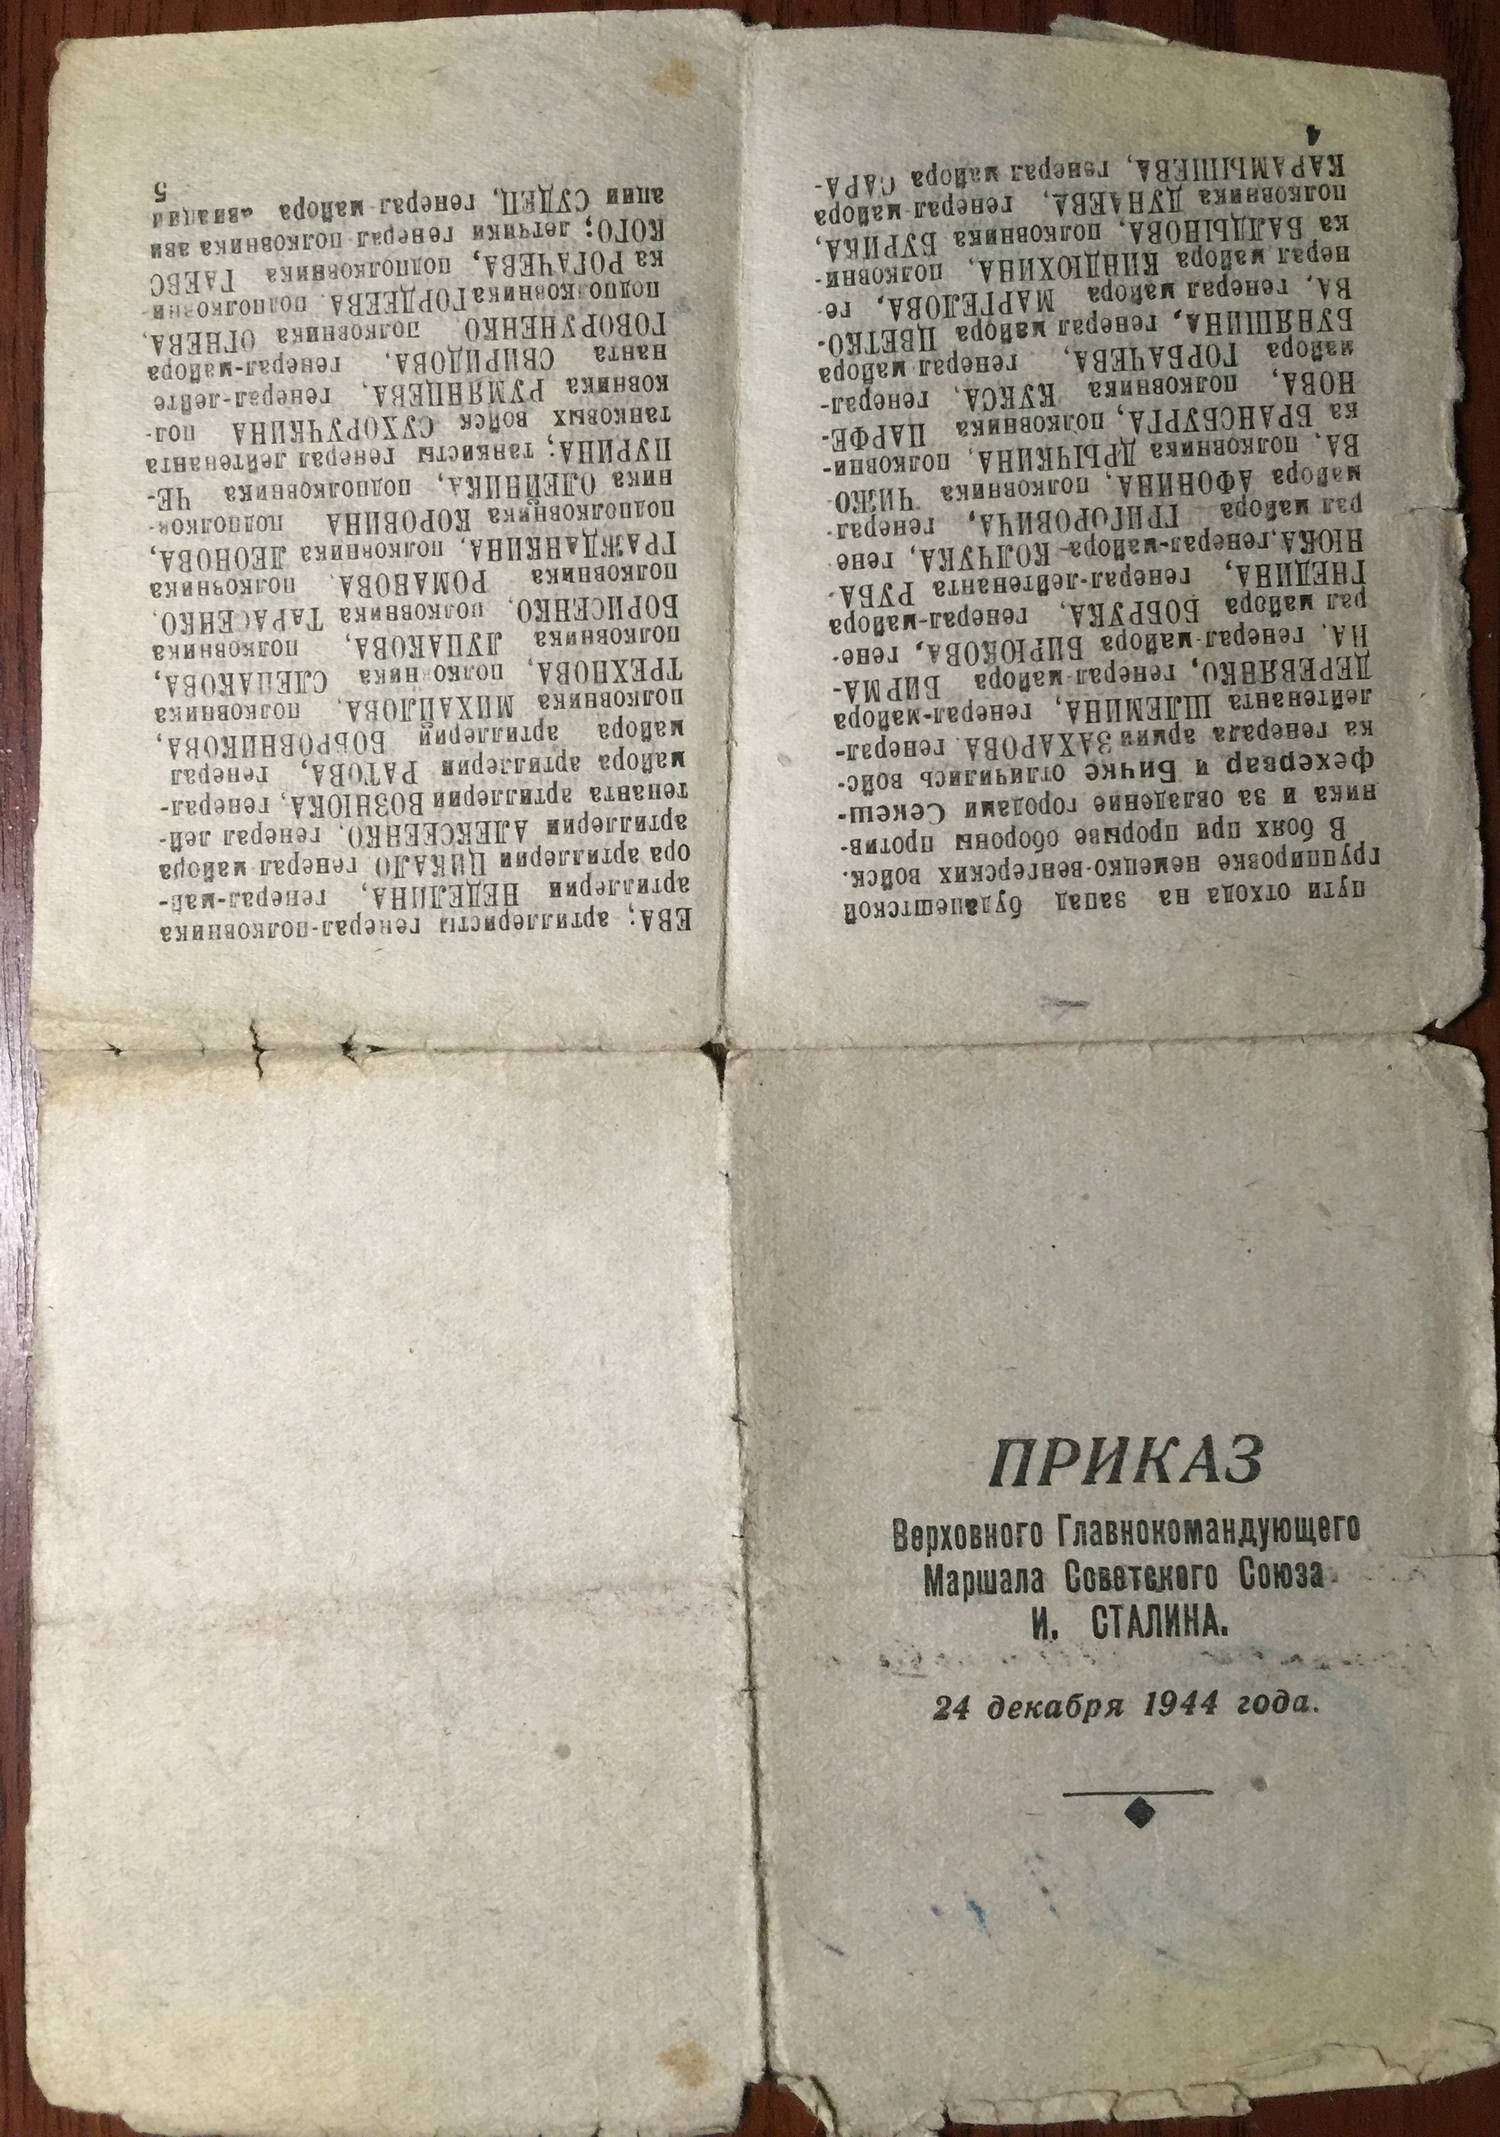 ПРИКАЗ
Верховного Главнокомандующего
Маршала Советского Союза
И. СТАЛИНА.
24 декабря 1944 года.
пути отхода на запад будапештской
группировке немецко-венгерских войск.
В боях при прорыве обороны против-
ника и за овладение городами Секеш-
фехервар и Бичке отличились войс-
ка генерала армии ЗАХАРОВА, генерал-
лейтенанта ШЛЕМИНА, генерал-майора
ДЕРЕВЯНКО, генерал-майора БИРМА-
НА, генерал-майора БИРЮКОВА, гене-
рал майора БОБРУКА, генерал-майора
ГНЕДИНА, генерал-лейтенанта РУБА-
НЮКА, генерал-майора КОЛЧУКА, гене
рал майора ГРИГОРОВИЧА, генерал-
майора АФОНИНА, полковника ЧИЖО
ВА, полковника ДРЫЧКИНА, полковни-
ка БРАНСБУРГА, полковника ПАРФЕ-
НОВА, полковника КУКСА, генерал-
майора ГОРБАЧЕВА, генерал майора
БУНЯШИНА, генерал майора ЦВЕТКО-
ВА, генерал майора МАРГЕЛОВА, ге-
нерал майора КИНДЮХИНА, полковни-
ка БАЛДЫНОВА, полковника БУРИКА,
полковника ДУНАЕВА, генерал майора
КАРАМЫШЕВА, генерал майора САРА-
4
ЕВА; артиллеристы генерал-полковника
артиллерии НЕДЕЛИНА, генерал-май-
ора артиллерии ЦИКАЛО генерал майора
артиллерии АЛЕКСЕЕНКО, генерал лей-
тенанта артиллерии ВОЗНЮКА, генерал-
майора артиллерии РАТОВА, генерал
майора артиллерии БОБРОВНИКОВА,
полковника МИХАЙЛОВА, полковника
ТРЕХНОВА, полко ника СЛЕПАКОВА,
полковника ЛУПАКОВА, полковника
БОРИСЕНКО, полковника ТАРАСЕНКО,
полковника РОМАНОВА, полковника
ГРАЖДАНКИНА, полковника ЛЕОНОВА,
подполковника КОРОВИНА подполков-
ника ОЛЕЙНИКА, подполковника ЧЕ-
ПУРИНА; танкисты генерал лейтенанта
танковых войск СУХОРУЧКИНА пол-
ковника РУМЯНЦЕВА, генерал-лейте
нанта СВИРИДОВА, генерал-майора
ГОВОРУНЕНКО полковника ОГНЕВА,
подполковника ГОРДЕЕВА, подполковни-
ка РОГАЧЕВА, подполковника ГАЕВС
КОГО; летчики генерал полковника ави
ации СУДЕЦ, генерал майора авиации
5